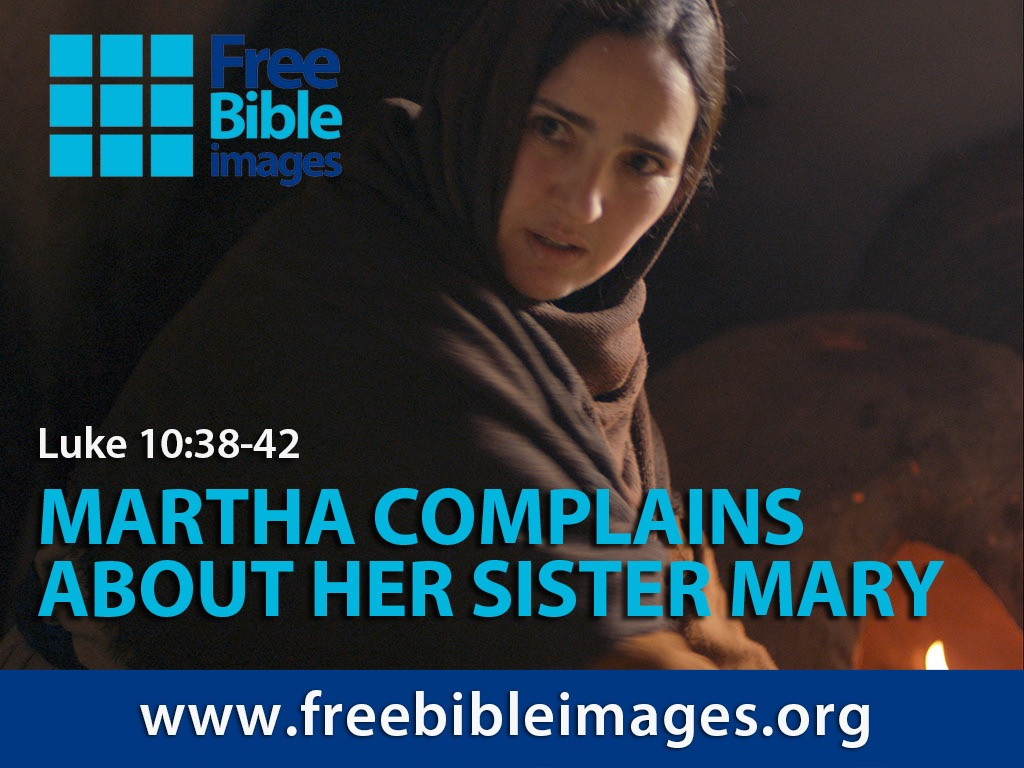 Free
Bible
images
Luke 10:38-42
MARTHA COMPLAINS
ABOUT HER SISTER MARY
www.freebibleimages.org